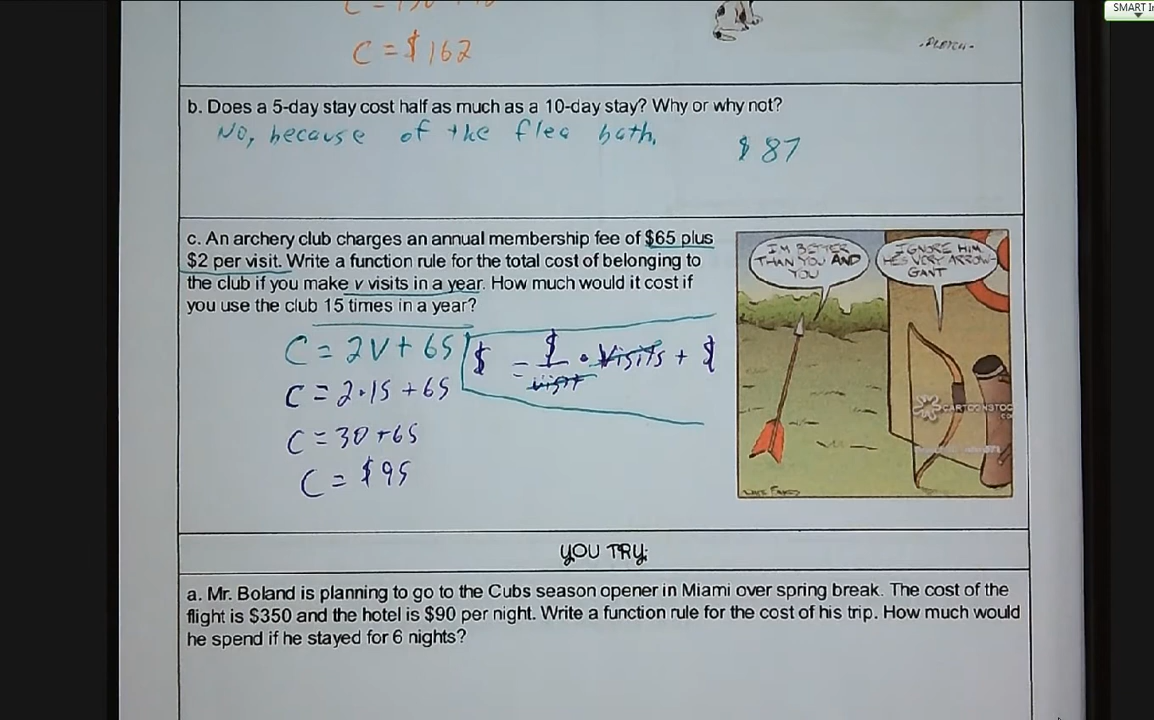 SMART
C = $162
b. Does a 5-day stay cost half as much as a 10-day stay? Why or why not?
No, because of the flea bath.
$87
c. An archery club charges an annual membership fee of $65 plus
$2 per visit. Write a function rule for the total cost of belonging to
the club if you make v visits in a year. How much would it cost if
you use the club 15 times in a year?
I'M BETTER
THAN YOU AND
YOU
IGNORE HIM
HE'S VERY ARROW-
GANT
C = 2V + 65
$ = $/visit • visits + $
C = 2•15 + 65
C = 30+65
C = $95
CARTOONSTOC
YOU TRY:
a. Mr. Boland is planning to go to the Cubs season opener in Miami over spring break. The cost of the
flight is $350 and the hotel is $90 per night. Write a function rule for the cost of his trip. How much would
he spend if he stayed for 6 nights?